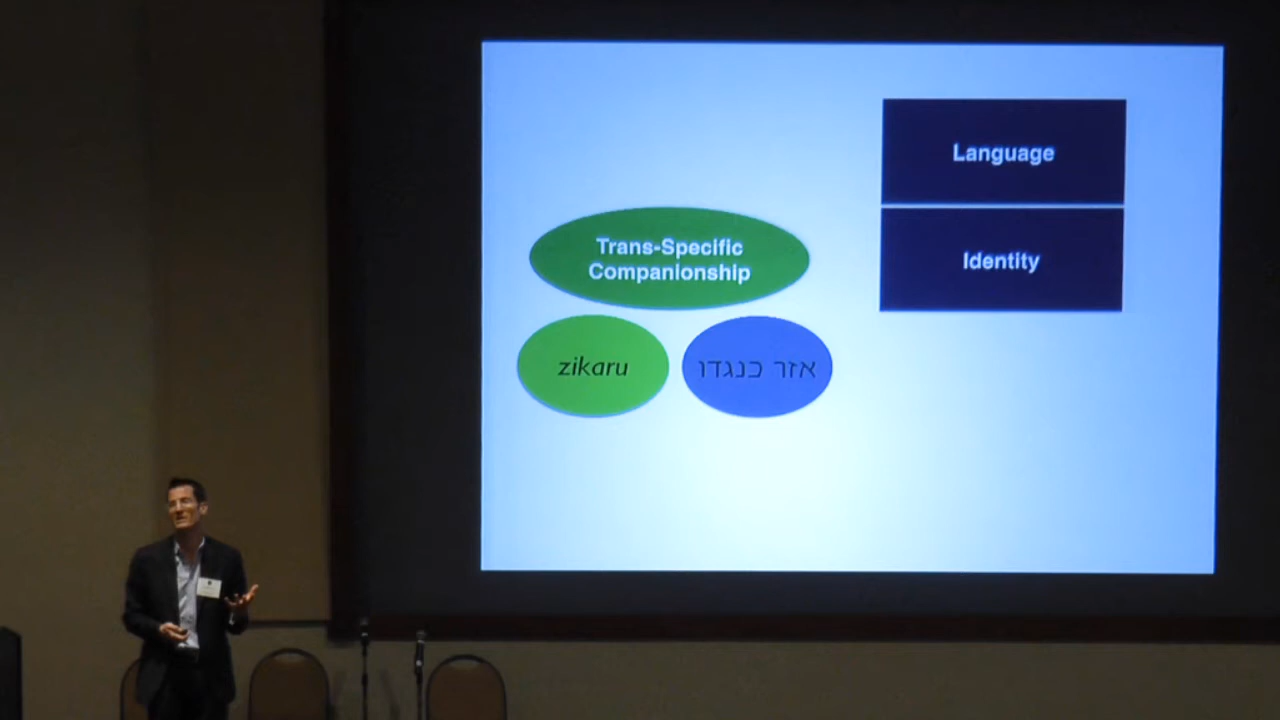 Language
Identity
Trans-Specific
Companionship
zikaru
אזר כנגדו